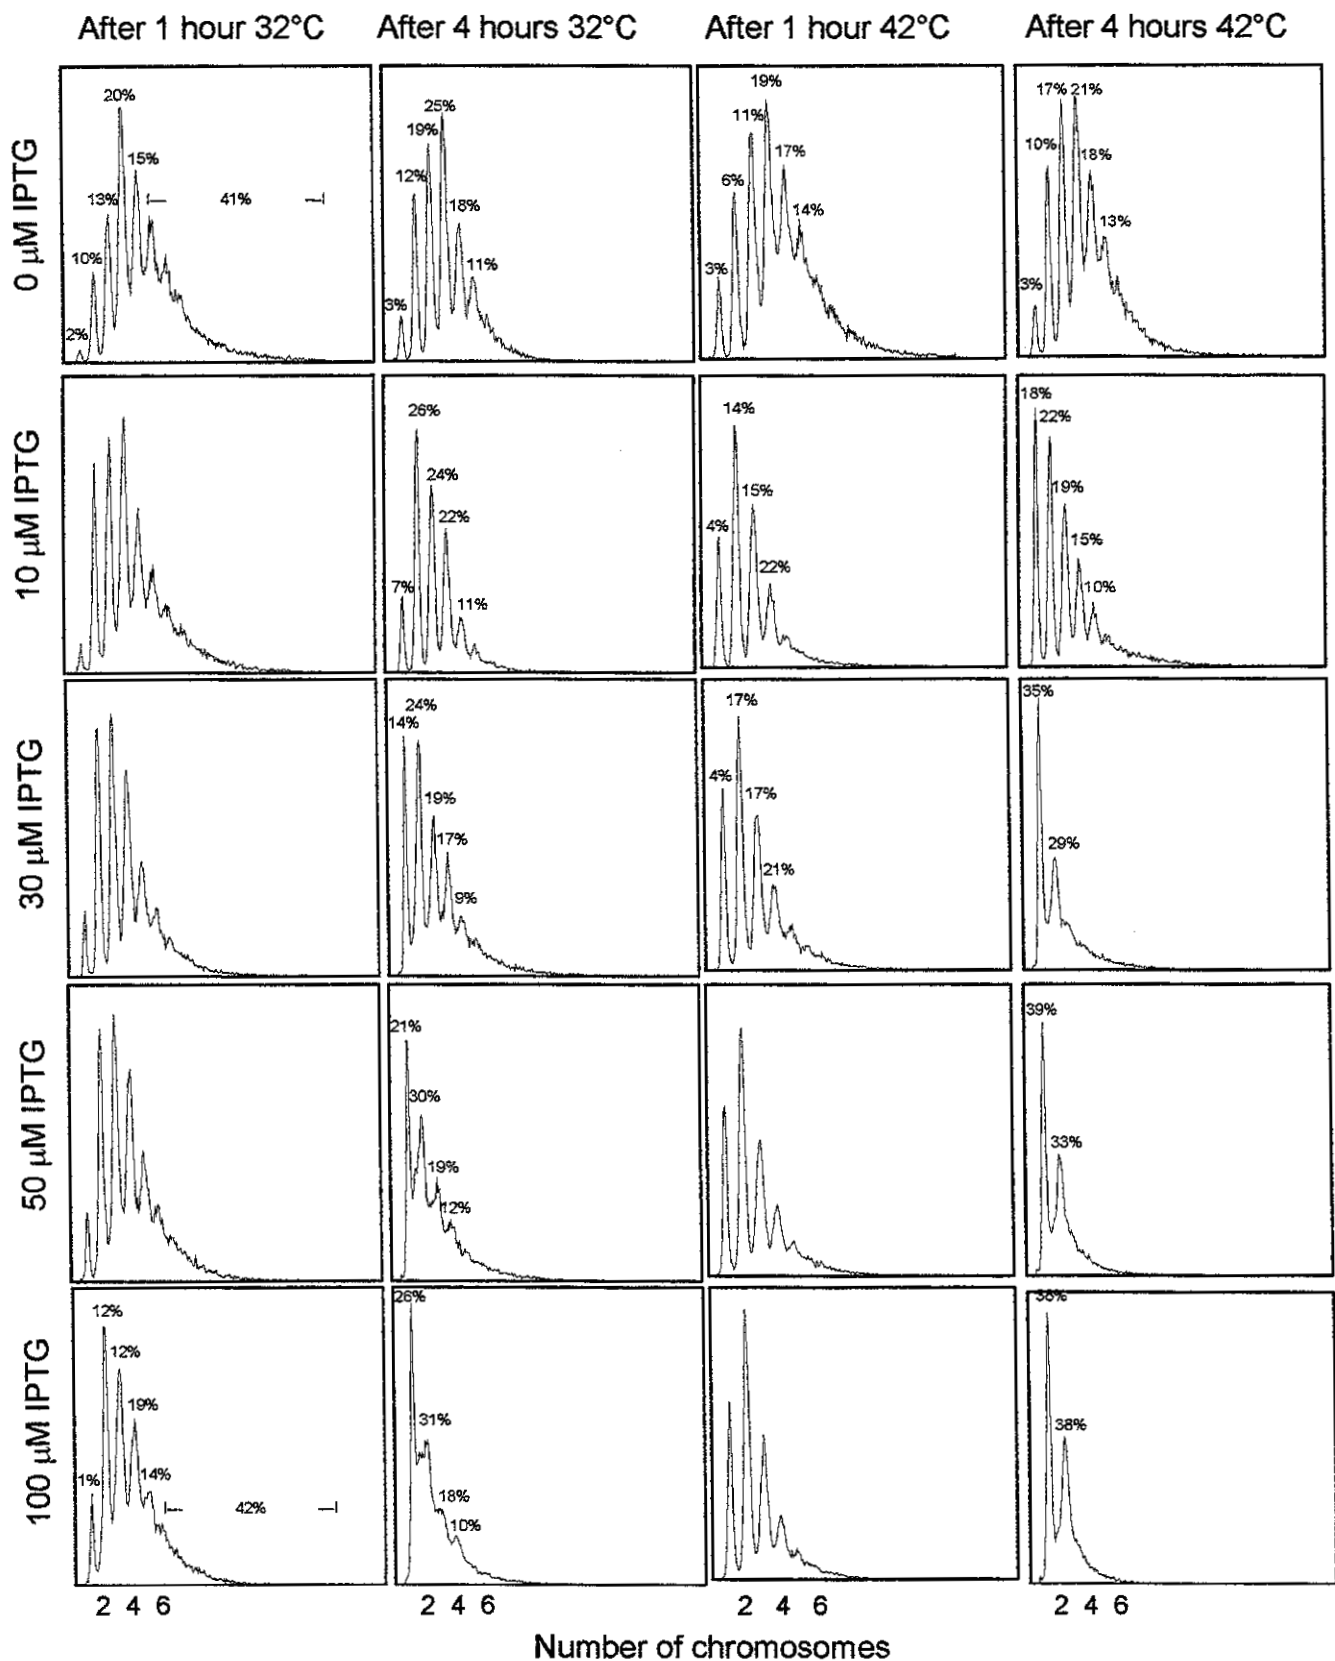 After 1 hour 32°C After 4 hours 32°C After 1 hour 42°C After 4 hours 42°C
0 µM IPTG
2% 10% 13% 20% 15% 41%
3% 12% 19% 25% 18% 11%
3% 6% 11% 19% 17% 14%
3% 10% 17% 21% 18% 13%
10 µM IPTG
7% 26% 24% 22% 11%
4% 14% 15% 22%
18% 22% 19% 15% 10%
30 µM IPTG
14% 24% 19% 17% 9%
4% 17% 17% 21%
35% 29%
50 µM IPTG
21% 30% 19% 12%
39% 33%
100 µM IPTG
1% 12% 12% 19% 14% 42%
26% 31% 18% 10%
38% 38%
2 4 6 2 4 6 2 4 6 2 4 6
Number of chromosomes